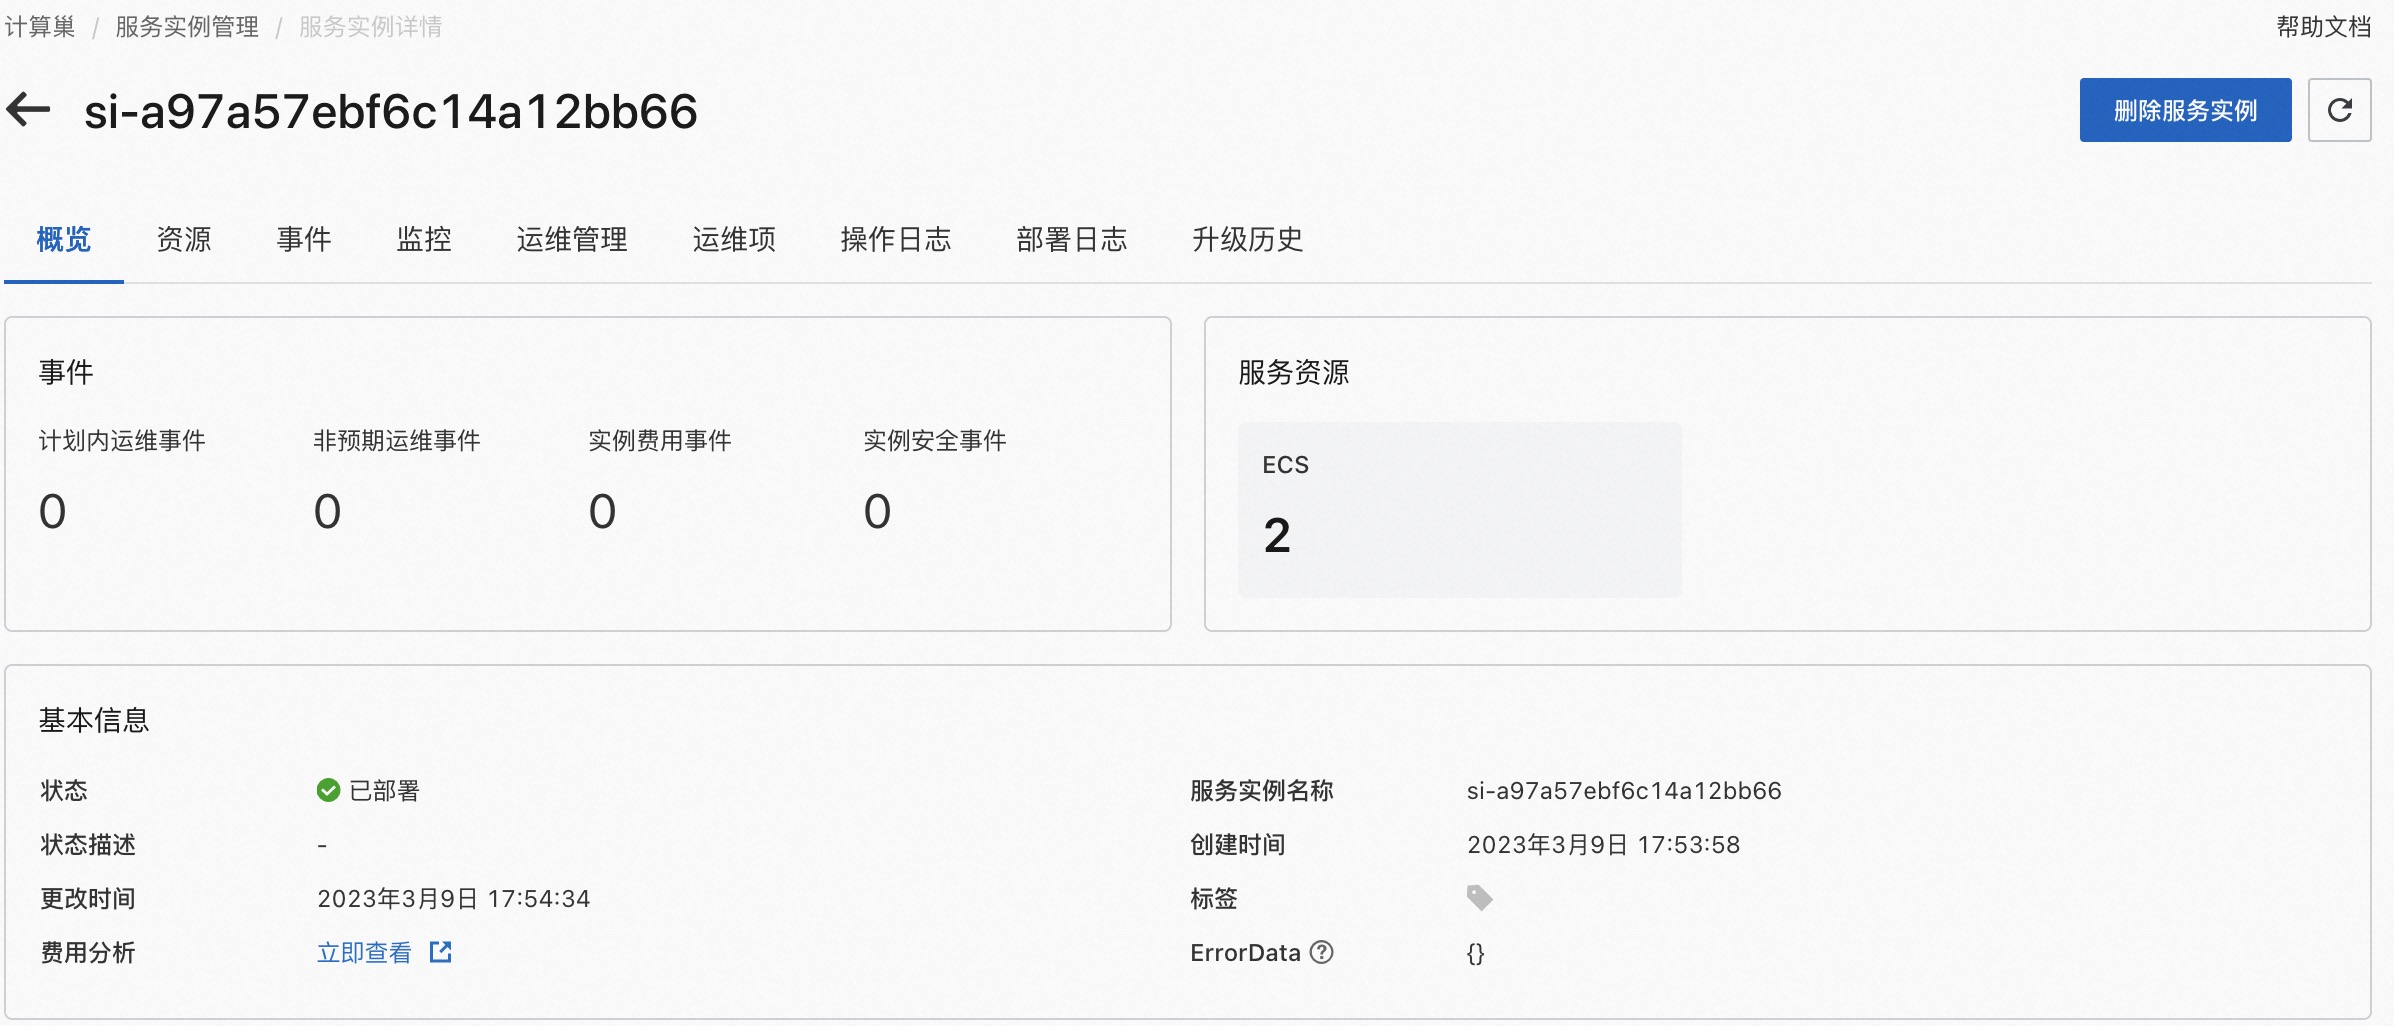 计算巢 / 服务实例管理 / 服务实例详情
帮助文档
si-a97a57ebf6c14a12bb66
删除服务实例
概览 资源 事件 监控 运维管理 运维项 操作日志 部署日志 升级历史
事件
计划内运维事件 非预期运维事件 实例费用事件 实例安全事件
0 0 0 0
服务资源
ECS
2
基本信息
状态 已部署
服务实例名称 si-a97a57ebf6c14a12bb66
状态描述 -
创建时间 2023年3月9日 17:53:58
更改时间 2023年3月9日 17:54:34
标签
费用分析 立即查看
ErrorData ? {}